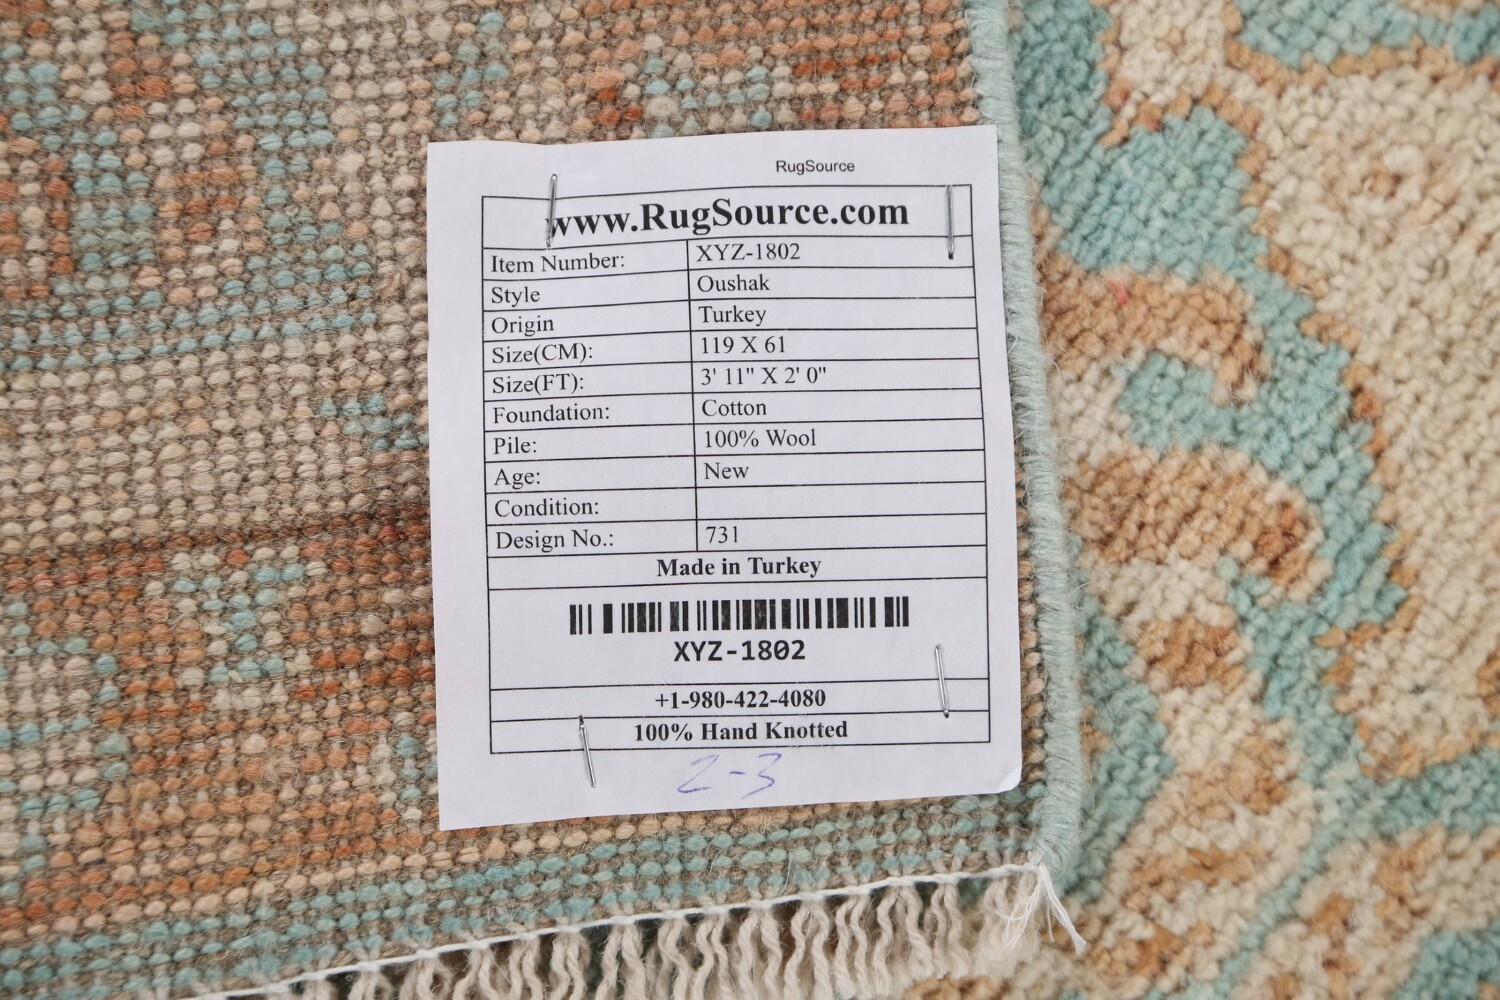 RugSource
www.RugSource.com
Item Number: XYZ-1802
Style Oushak
Origin Turkey
Size(CM): 119 X 61
Size(FT): 3' 11" X 2' 0"
Foundation: Cotton
Pile: 100% Wool
Age: New
Condition:
Design No.: 731
Made in Turkey
XYZ-1802
+1-980-422-4080
100% Hand Knotted
2-3